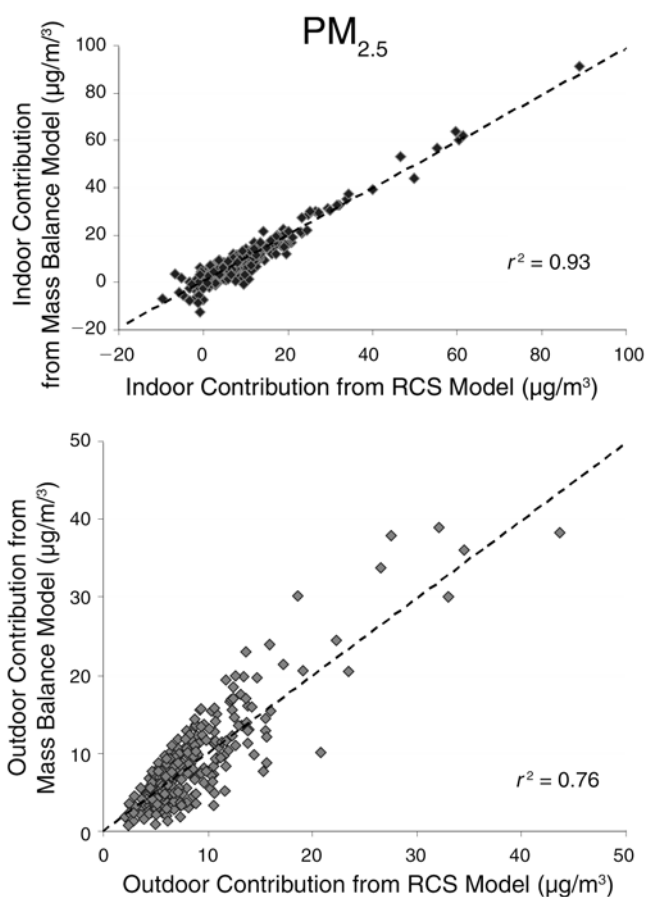 PM2.5
Indoor Contribution
from Mass Balance Model (µg/m/³)
100
80
60
40
20
0
−20
r² = 0.93
−20 0 20 40 60 80 100
Indoor Contribution from RCS Model (µg/m³)
Outdoor Contribution from
Mass Balance Model (µg/m/³)
50
40
30
20
10
0
r² = 0.76
0 10 20 30 40 50
Outdoor Contribution from RCS Model (µg/m³)